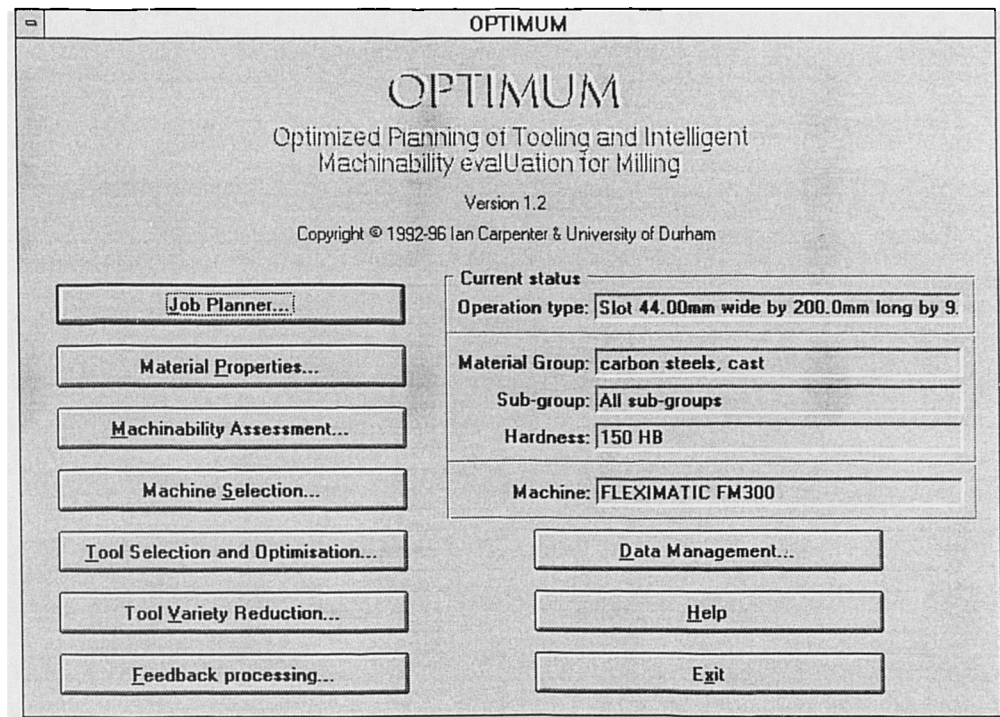 OPTIMUM
OPTIMUM
Optimized Planning of Tooling and Intelligent
Machinability evalUation for Milling
Version 1.2
Copyright © 1992-96 Ian Carpenter & University of Durham
Job Planner...
Material Properties...
Machinability Assessment...
Machine Selection...
Tool Selection and Optimisation...
Tool Variety Reduction...
Feedback processing...
Current status
Operation type: Slot 44.00mm wide by 200.0mm long by 9.
Material Group: carbon steels, cast
Sub-group: All sub-groups
Hardness: 150 HB
Machine: FLEXIMATIC FM300
Data Management...
Help
Exit